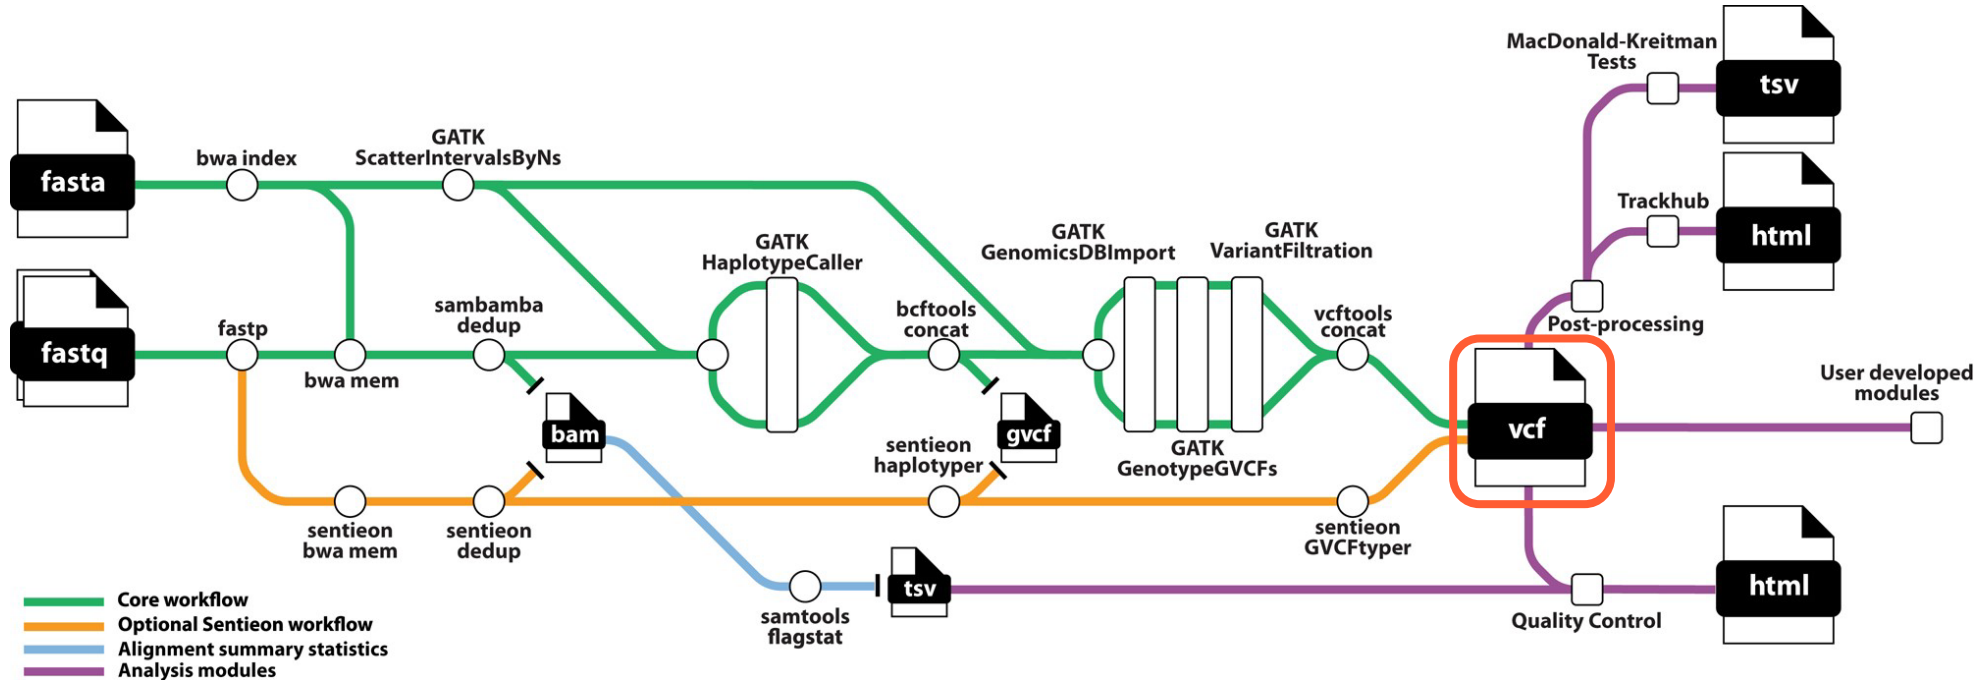 MacDonald-Kreitman
Tests
tsv
GATK
ScatterIntervalsByNs
bwa index
fasta
Trackhub
html
GATK
HaplotypeCaller
GATK
GenomicsDBImport
GATK
VariantFiltration
fastp
sambamba
dedup
bcftools
concat
vcftools
concat
Post-processing
fastq
bwa mem
User developed
modules
bam
gvcf
vcf
sentieon
haplotyper
GATK
GenotypeGVCFs
sentieon
bwa mem
sentieon
dedup
sentieon
GVCFtyper
tsv
html
samtools
flagstat
Quality Control
Core workflow
Optional Sentieon workflow
Alignment summary statistics
Analysis modules